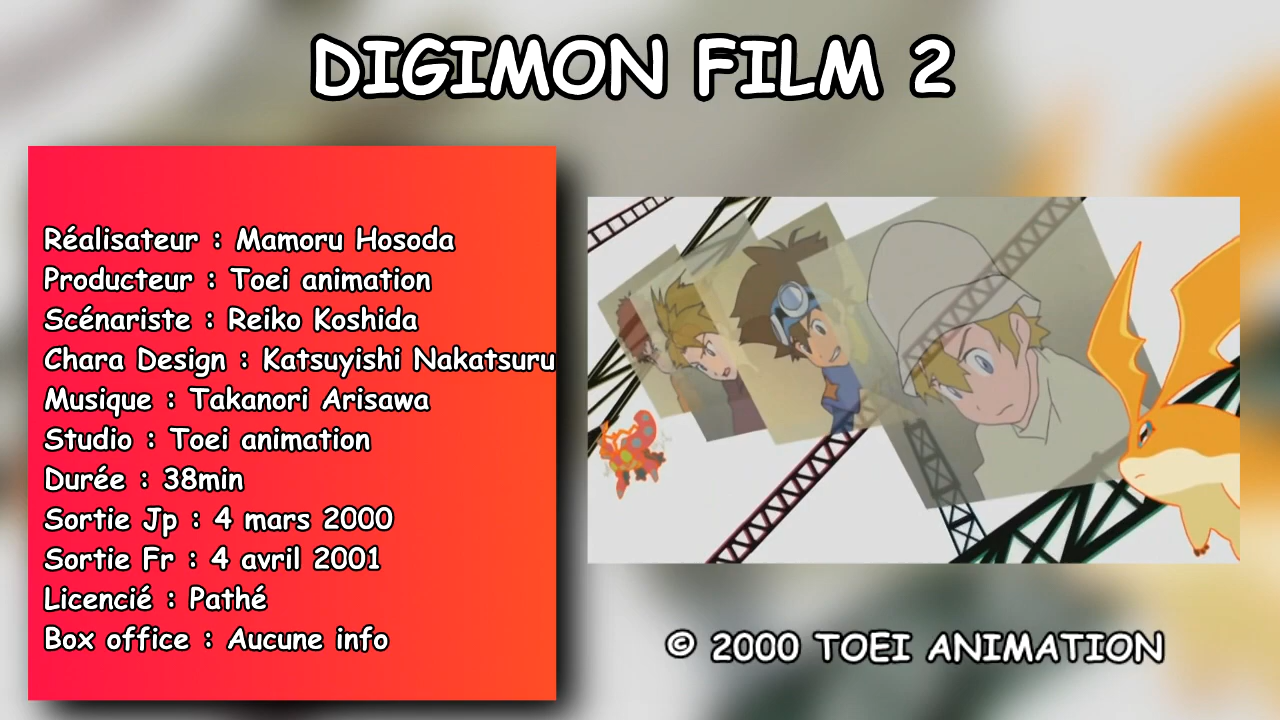 DIGIMON FILM 2
Réalisateur : Mamoru Hosoda
Producteur : Toei animation
Scénariste : Reiko Koshida
Chara Design : Katsuyishi Nakatsuru
Musique : Takanori Arisawa
Studio : Toei animation
Durée : 38min
Sortie Jp : 4 mars 2000
Sortie Fr : 4 avril 2001
Licencié : Pathé
Box office : Aucune info
© 2000 TOEI ANIMATION